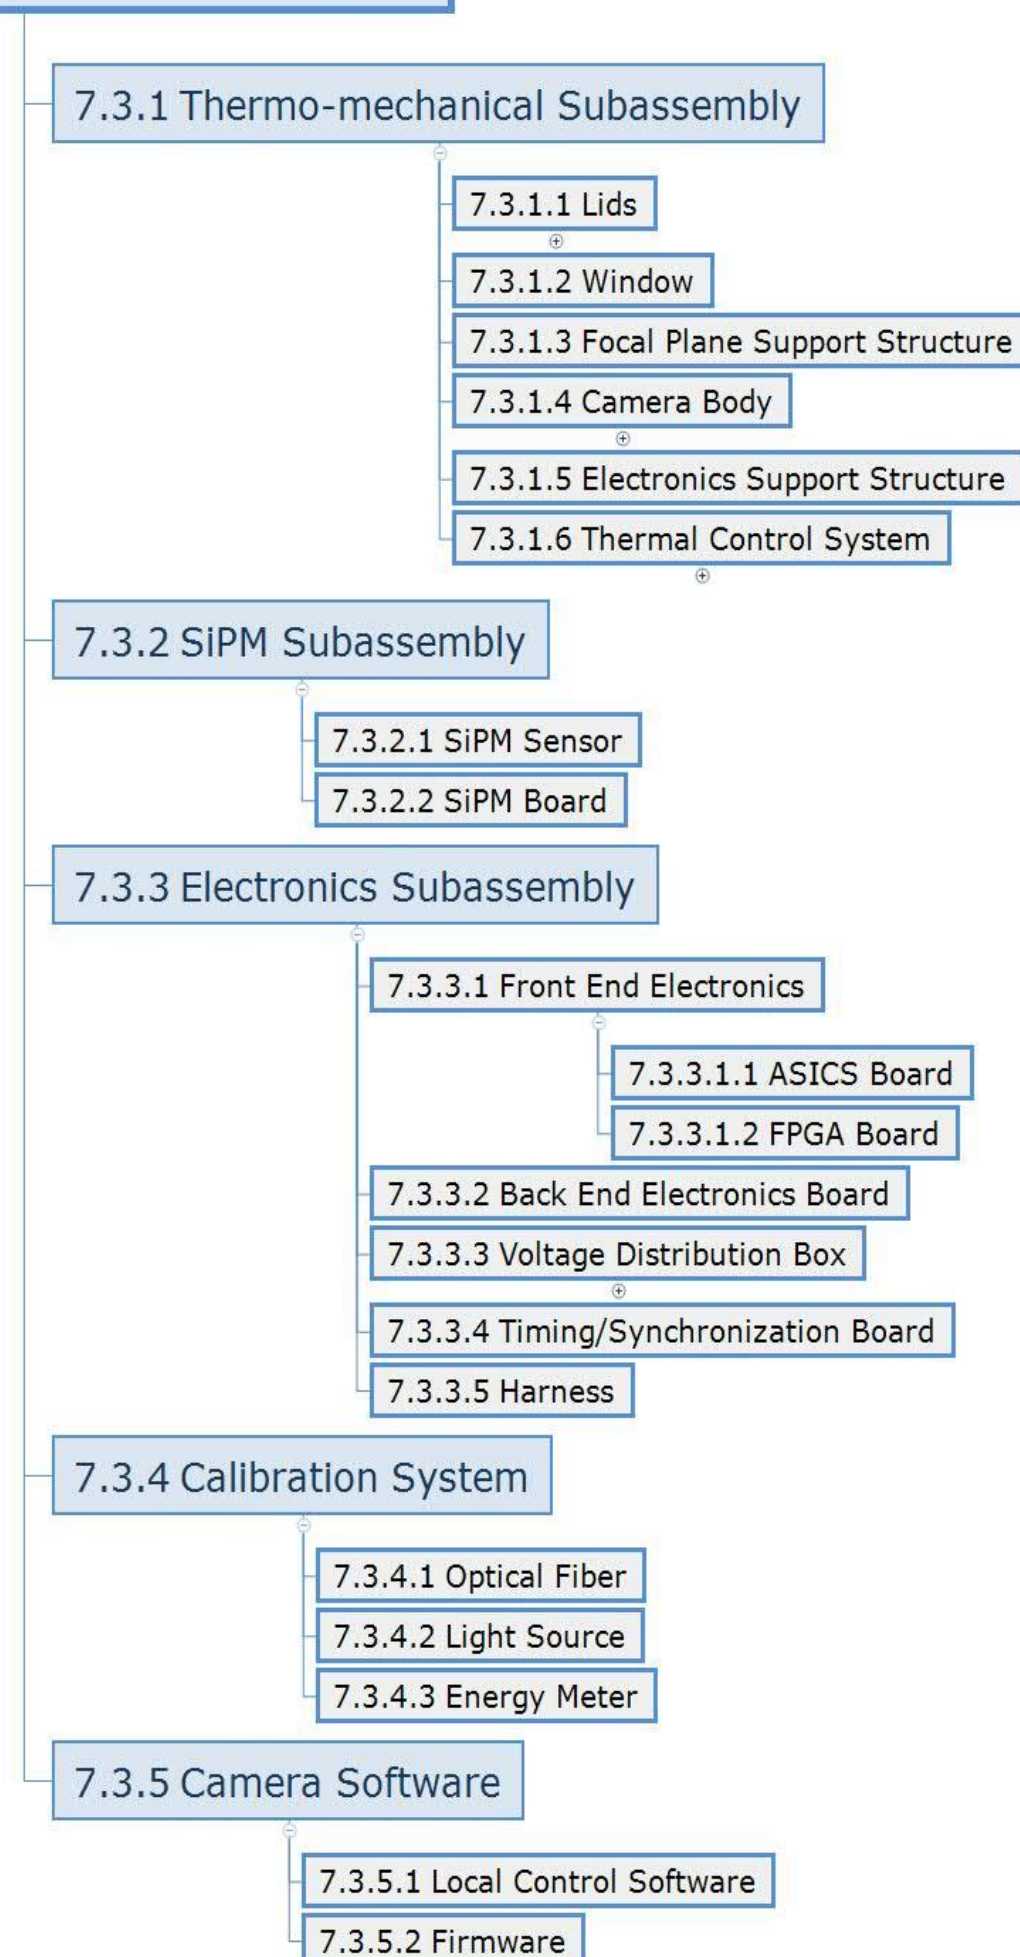 7.3.1 Thermo-mechanical Subassembly
7.3.1.1 Lids
7.3.1.2 Window
7.3.1.3 Focal Plane Support Structure
7.3.1.4 Camera Body
7.3.1.5 Electronics Support Structure
7.3.1.6 Thermal Control System
7.3.2 SiPM Subassembly
7.3.2.1 SiPM Sensor
7.3.2.2 SiPM Board
7.3.3 Electronics Subassembly
7.3.3.1 Front End Electronics
7.3.3.1.1 ASICS Board
7.3.3.1.2 FPGA Board
7.3.3.2 Back End Electronics Board
7.3.3.3 Voltage Distribution Box
7.3.3.4 Timing/Synchronization Board
7.3.3.5 Harness
7.3.4 Calibration System
7.3.4.1 Optical Fiber
7.3.4.2 Light Source
7.3.4.3 Energy Meter
7.3.5 Camera Software
7.3.5.1 Local Control Software
7.3.5.2 Firmware